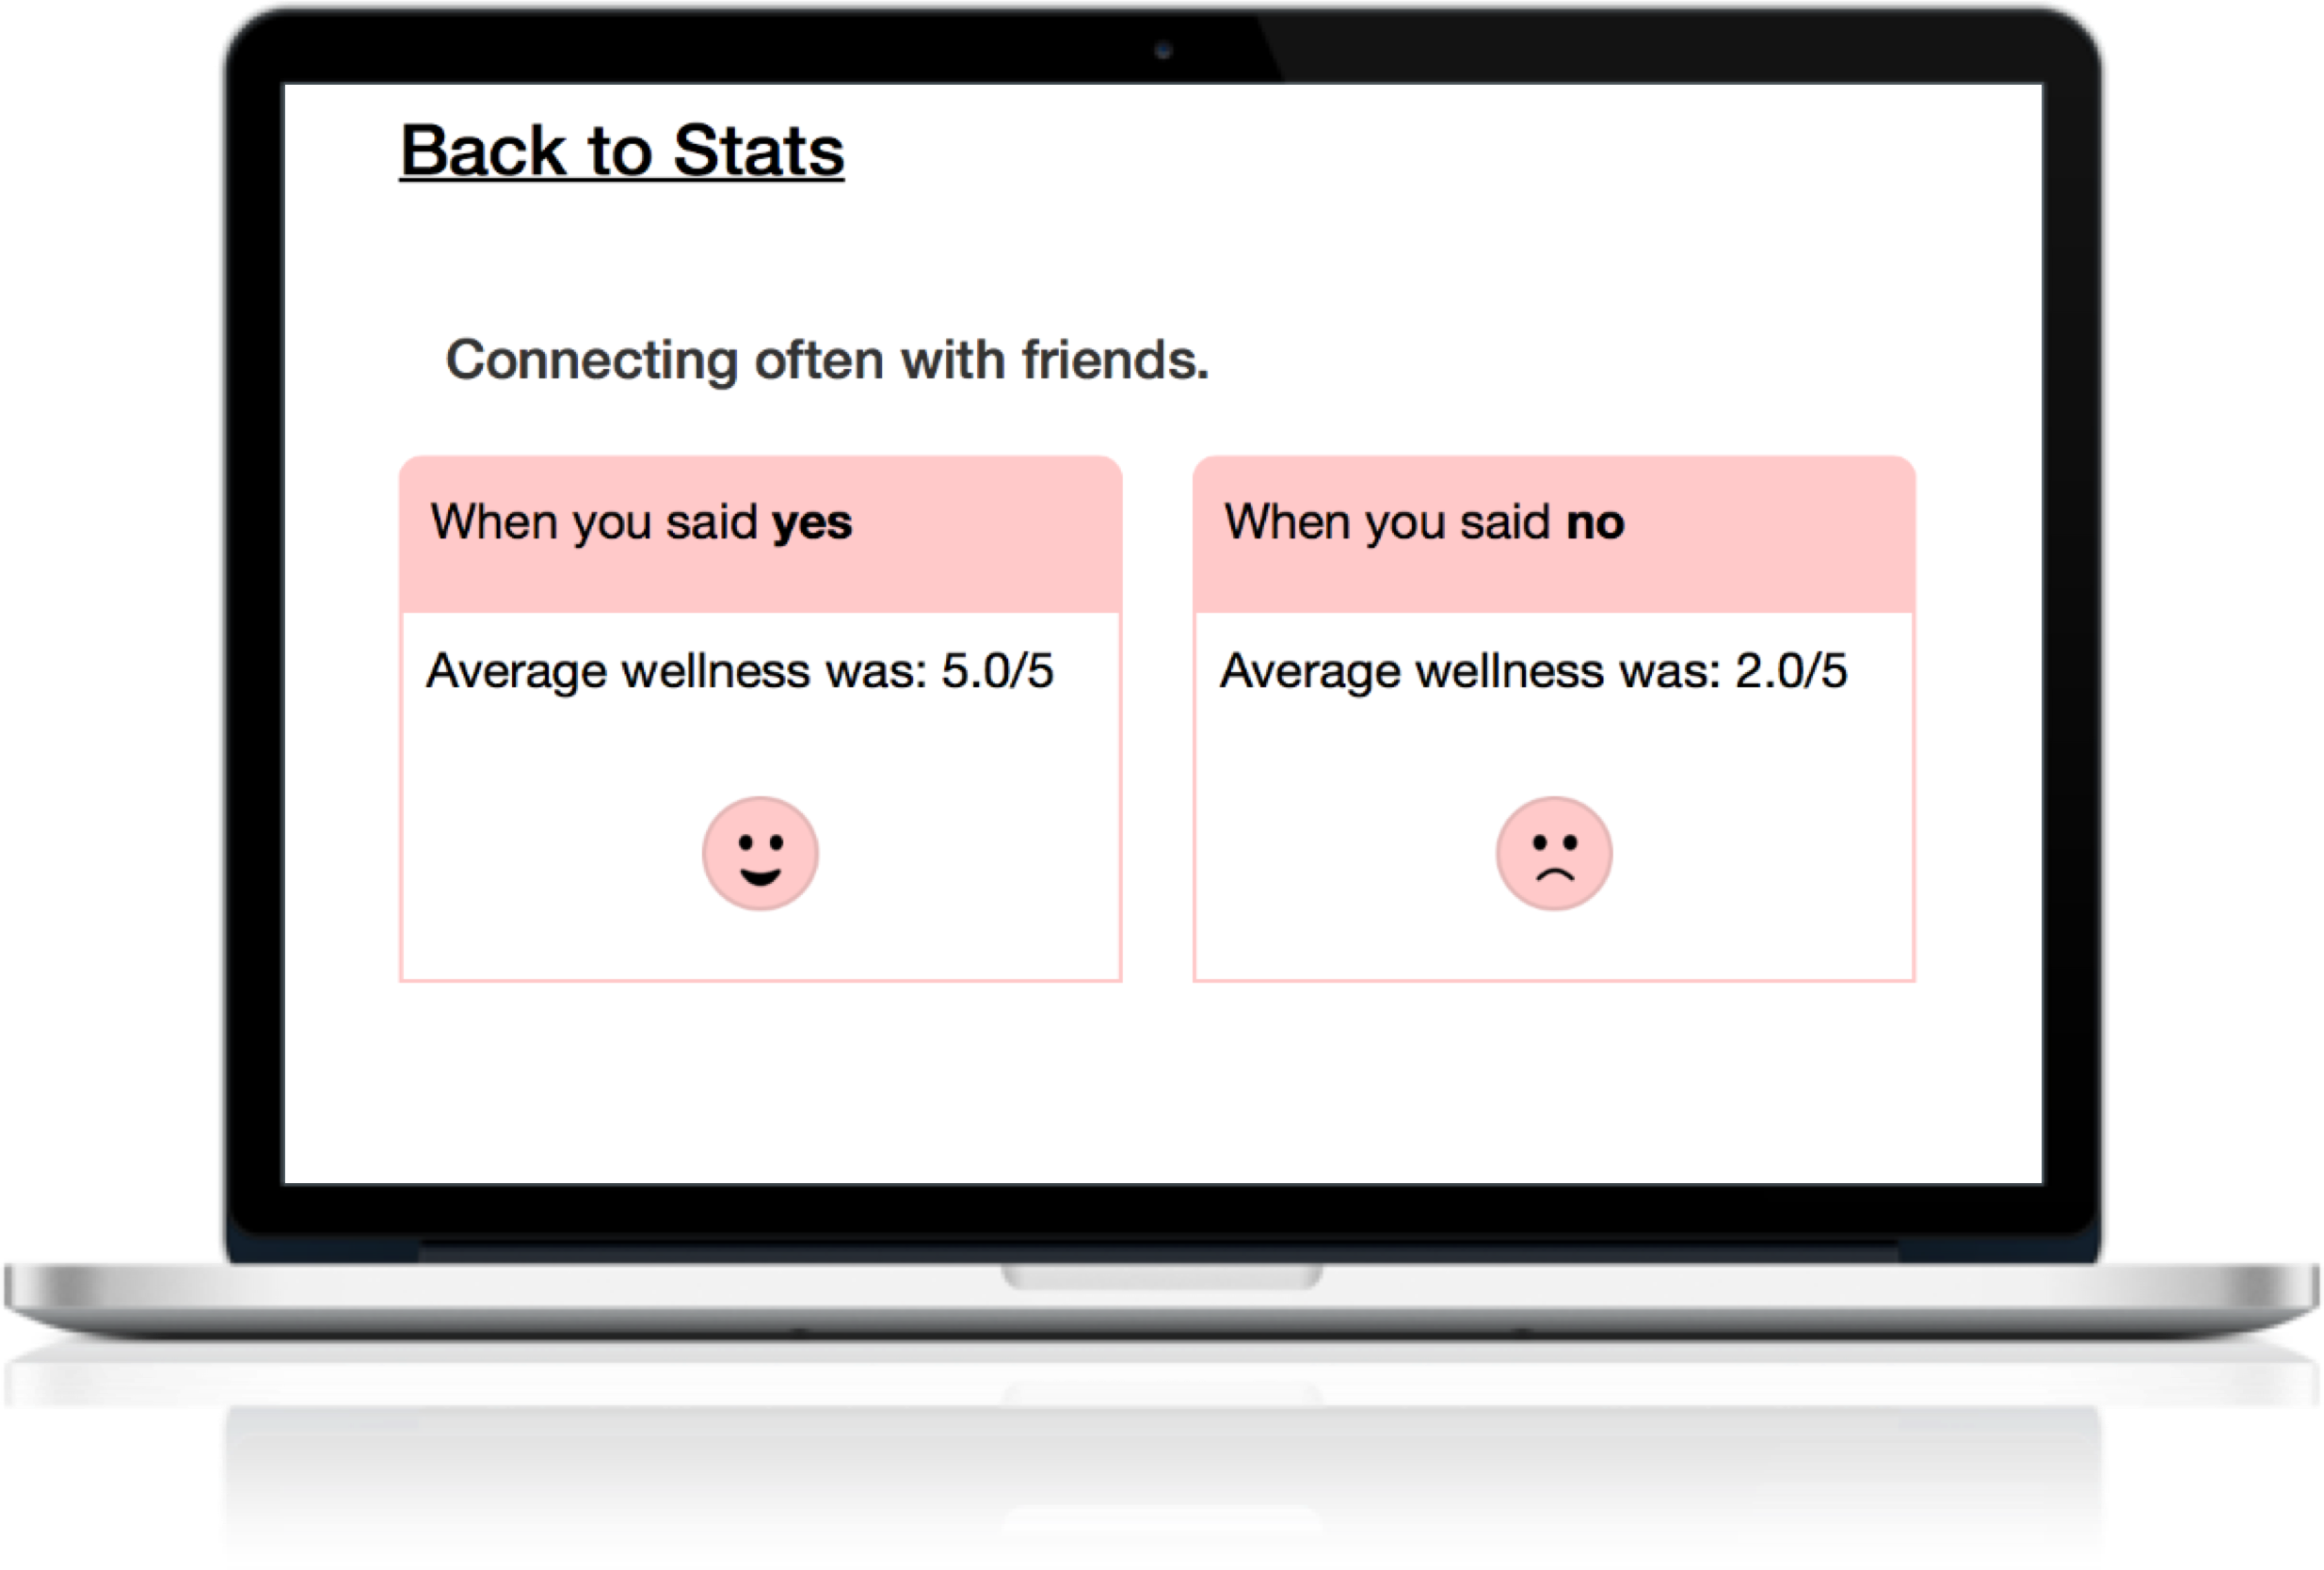 Back to Stats
Connecting often with friends.
When you said yes
Average wellness was: 5.0/5
When you said no
Average wellness was: 2.0/5